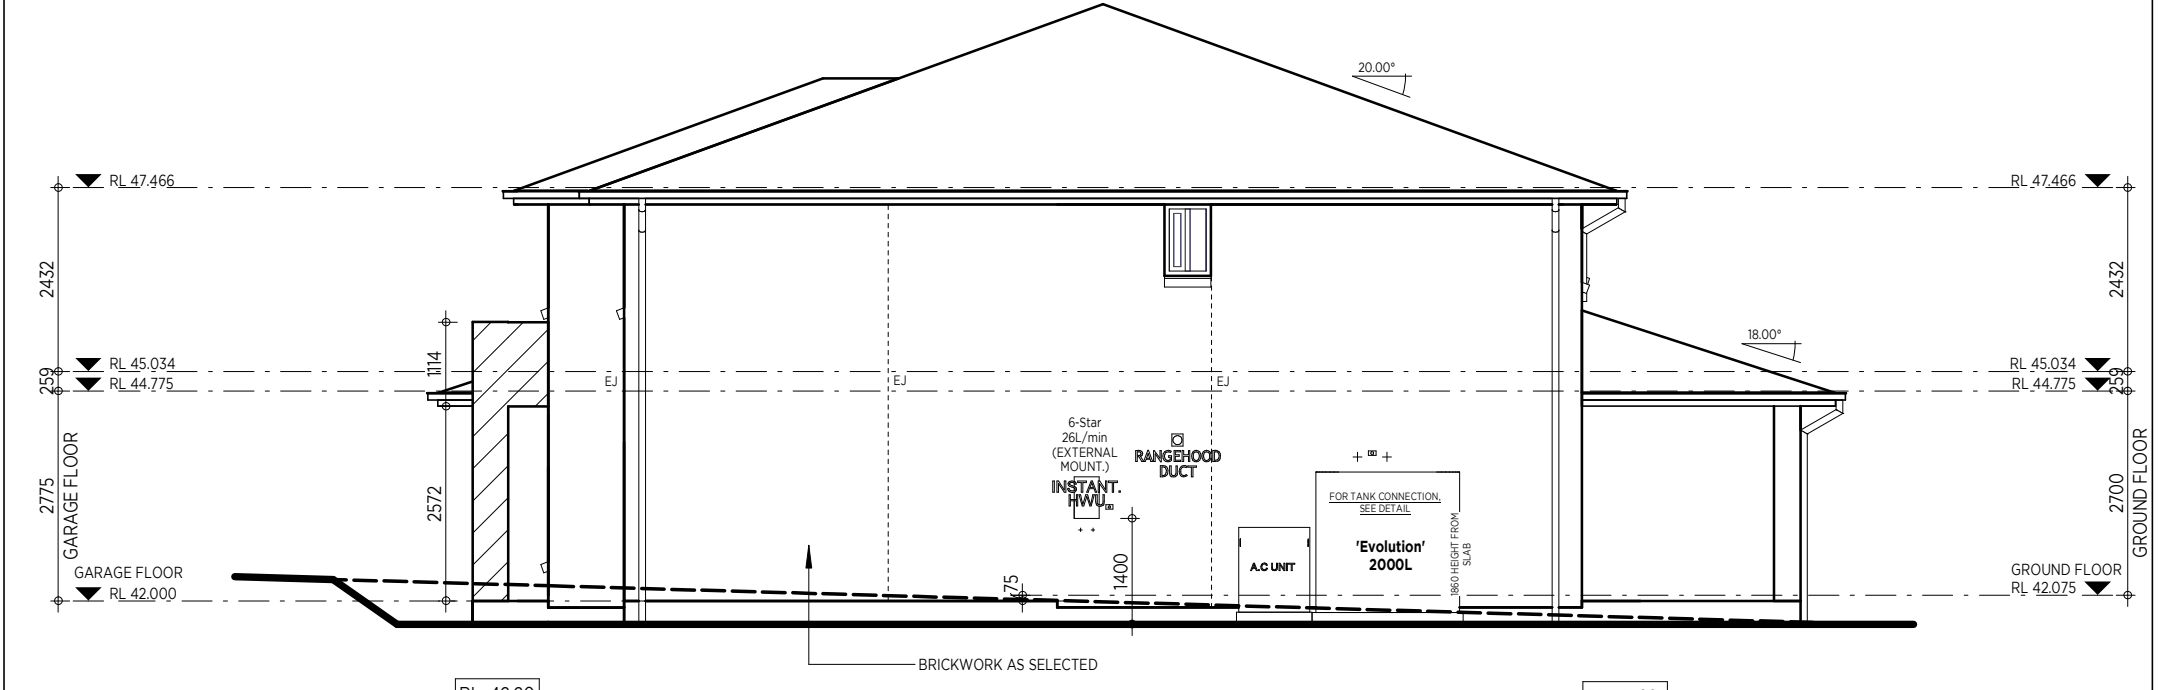 20.00°
RL 47.466
RL 47.466
2432
2432
18.00°
1114
RL 45.034
RL 45.034
259
259
RL 44.775
RL 44.775
EJ
EJ
EJ
6-Star
26L/min
(EXTERNAL
MOUNT.)
INSTANT.
HWU
RANGEHOOD
DUCT
FOR TANK CONNECTION,
SEE DETAIL
'Evolution'
2000L
1860 HEIGHT FROM
SLAB
A.C UNIT
2775
GARAGE FLOOR
2572
2700
GROUND FLOOR
75
1400
GARAGE FLOOR
RL 42.000
GROUND FLOOR
RL 42.075
BRICKWORK AS SELECTED